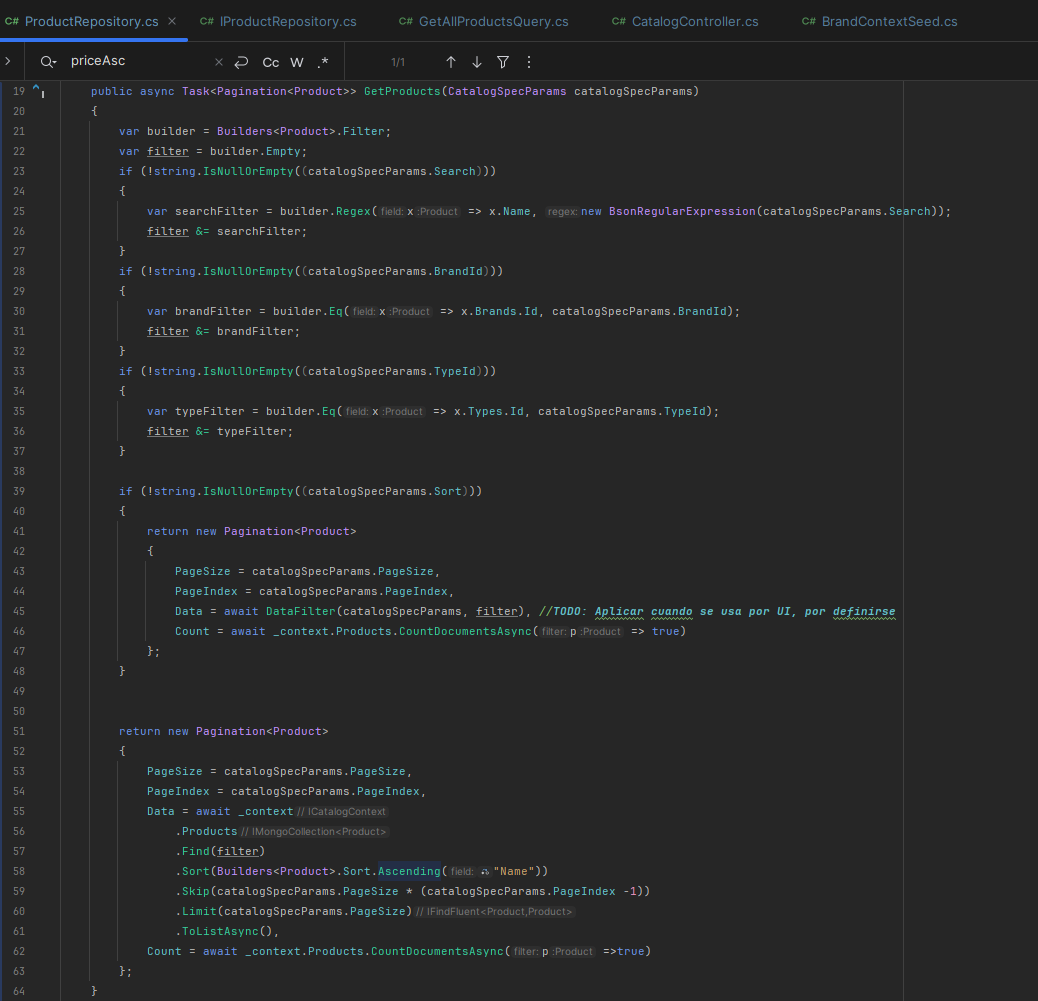 C# ProductRepository.cs × C# IProductRepository.cs C# GetAllProductsQuery.cs C# CatalogController.cs C# BrandContextSeed.cs
priceAsc × Cc W .* 1/1
19 public async Task<Pagination<Product>> GetProducts(CatalogSpecParams catalogSpecParams)
20 {
21 var builder = Builders<Product>.Filter;
22 var filter = builder.Empty;
23 if (!string.IsNullOrEmpty((catalogSpecParams.Search)))
24 {
25 var searchFilter = builder.Regex( field: x :Product => x.Name, regex: new BsonRegularExpression(catalogSpecParams.Search));
26 filter &= searchFilter;
27 }
28 if (!string.IsNullOrEmpty((catalogSpecParams.BrandId)))
29 {
30 var brandFilter = builder.Eq( field: x :Product => x.Brands.Id, catalogSpecParams.BrandId);
31 filter &= brandFilter;
32 }
33 if (!string.IsNullOrEmpty((catalogSpecParams.TypeId)))
34 {
35 var typeFilter = builder.Eq( field: x :Product => x.Types.Id, catalogSpecParams.TypeId);
36 filter &= typeFilter;
37 }
38
39 if (!string.IsNullOrEmpty((catalogSpecParams.Sort)))
40 {
41 return new Pagination<Product>
42 {
43 PageSize = catalogSpecParams.PageSize,
44 PageIndex = catalogSpecParams.PageIndex,
45 Data = await DataFilter(catalogSpecParams, filter), //TODO: Aplicar cuando se usa por UI, por definirse
46 Count = await _context.Products.CountDocumentsAsync( filter: p :Product => true)
47 };
48 }
49
50
51 return new Pagination<Product>
52 {
53 PageSize = catalogSpecParams.PageSize,
54 PageIndex = catalogSpecParams.PageIndex,
55 Data = await _context // ICatalogContext
56 .Products // IMongoCollection<Product>
57 .Find(filter)
58 .Sort(Builders<Product>.Sort.Ascending( field: "Name"))
59 .Skip(catalogSpecParams.PageSize * (catalogSpecParams.PageIndex -1))
60 .Limit(catalogSpecParams.PageSize) // IFindFluent<Product,Product>
61 .ToListAsync(),
62 Count = await _context.Products.CountDocumentsAsync( filter: p :Product =>true)
63 };
64 }